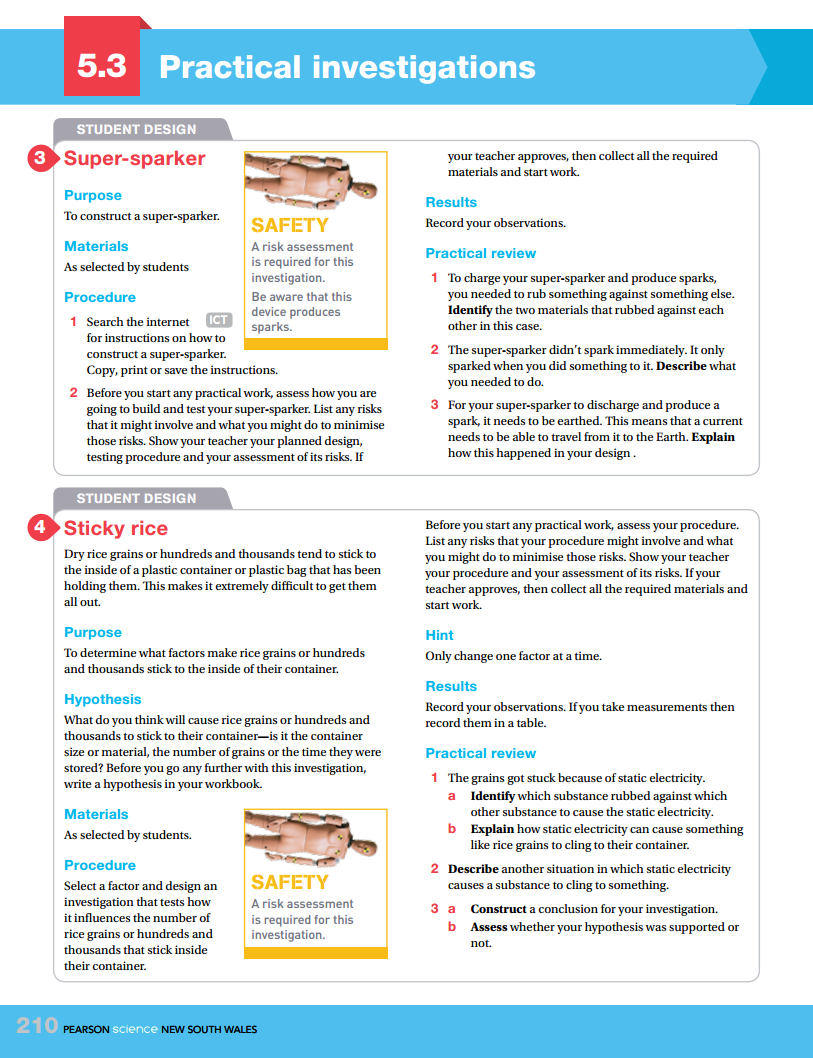 5.3 Practical investigations
STUDENT DESIGN
3 Super-sparker
Purpose
To construct a super-sparker.
Materials
As selected by students
Procedure
1 Search the internet ICT
for instructions on how to
construct a super-sparker.
Copy, print or save the instructions.
2 Before you start any practical work, assess how you are
going to build and test your super-sparker. List any risks
that it might involve and what you might do to minimise
those risks. Show your teacher your planned design,
testing procedure and your assessment of its risks. If
SAFETY
A risk assessment
is required for this
investigation.
Be aware that this
device produces
sparks.
your teacher approves, then collect all the required
materials and start work.
Results
Record your observations.
Practical review
1 To charge your super-sparker and produce sparks,
you needed to rub something against something else.
Identify the two materials that rubbed against each
other in this case.
2 The super-sparker didn't spark immediately. It only
sparked when you did something to it. Describe what
you needed to do.
3 For your super-sparker to discharge and produce a
spark, it needs to be earthed. This means that a current
needs to be able to travel from it to the Earth. Explain
how this happened in your design .
STUDENT DESIGN
4 Sticky rice
Dry rice grains or hundreds and thousands tend to stick to
the inside of a plastic container or plastic bag that has been
holding them. This makes it extremely difficult to get them
all out.
Purpose
To determine what factors make rice grains or hundreds
and thousands stick to the inside of their container.
Hypothesis
What do you think will cause rice grains or hundreds and
thousands to stick to their container—is it the container
size or material, the number of grains or the time they were
stored? Before you go any further with this investigation,
write a hypothesis in your workbook.
Materials
As selected by students.
Procedure
Select a factor and design an
investigation that tests how
it influences the number of
rice grains or hundreds and
thousands that stick inside
their container.
SAFETY
A risk assessment
is required for this
investigation.
Before you start any practical work, assess your procedure.
List any risks that your procedure might involve and what
you might do to minimise those risks. Show your teacher
your procedure and your assessment of its risks. If your
teacher approves, then collect all the required materials and
start work.
Hint
Only change one factor at a time.
Results
Record your observations. If you take measurements then
record them in a table.
Practical review
1 The grains got stuck because of static electricity.
a Identify which substance rubbed against which
other substance to cause the static electricity.
b Explain how static electricity can cause something
like rice grains to cling to their container.
2 Describe another situation in which static electricity
causes a substance to cling to something.
3 a Construct a conclusion for your investigation.
b Assess whether your hypothesis was supported or
not.
210 PEARSON science NEW SOUTH WALES